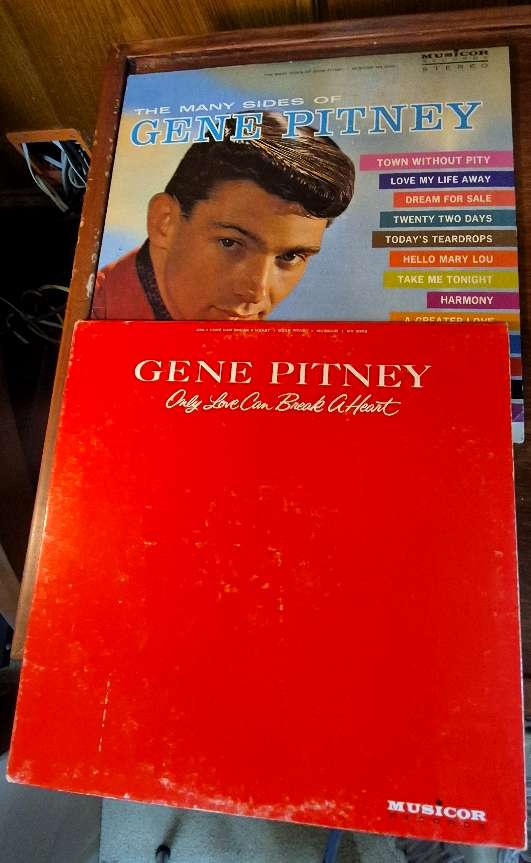 MUSICOR
STEREO
THE MANY SIDES OF
GENE PITNEY
TOWN WITHOUT PITY
LOVE MY LIFE AWAY
DREAM FOR SALE
TWENTY TWO DAYS
TODAY'S TEARDROPS
HELLO MARY LOU
TAKE ME TONIGHT
HARMONY
A GREATER LOVE
GENE PITNEY
Only Love Can Break A Heart
MUSICOR